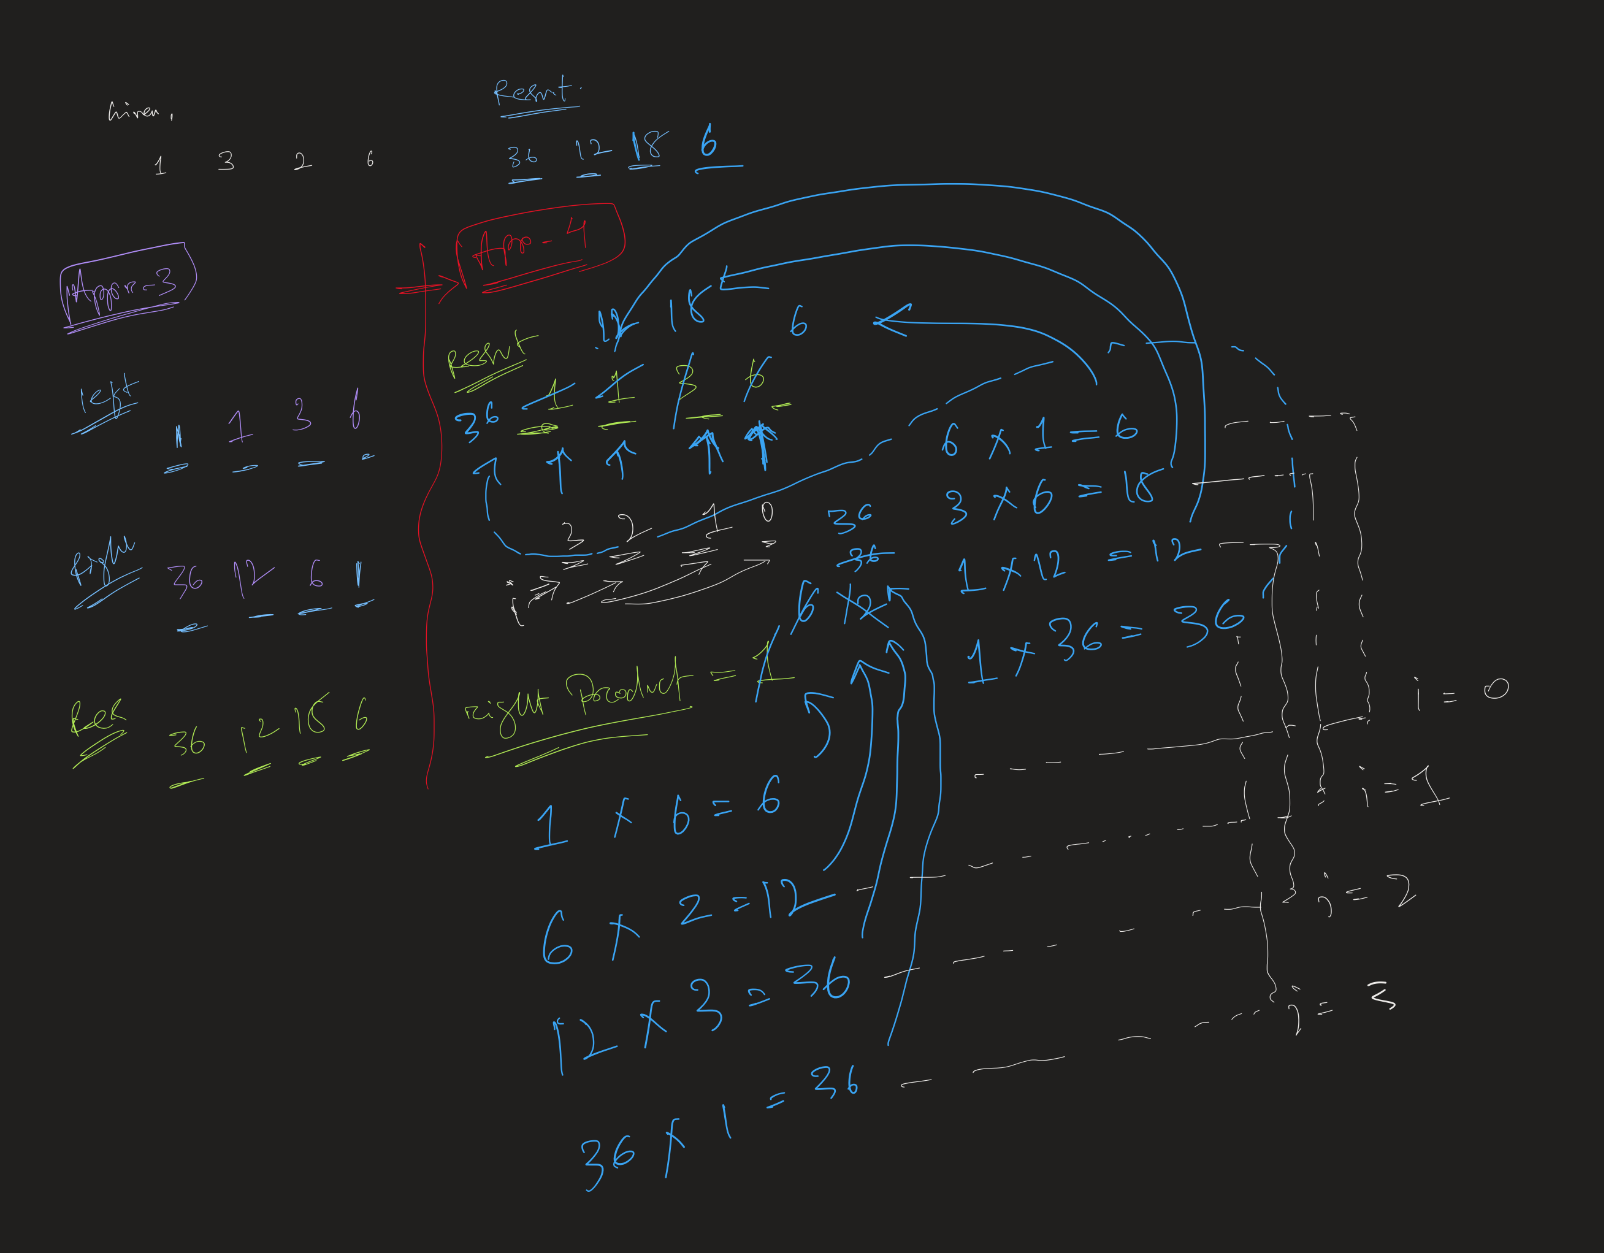 Given,
1 3 2 6
Result.
36 12 18 6
Appr-3
left
1 1 3 6
Right
36 12 6 1
Res
36 12 18 6
App-4
Result
12 18 6
36 1 1 3 6
3 2 1 0
i
36
36
6 12
right Product = 1
6 x 1 = 6
3 x 6 = 18
1 x 12 = 12
1 x 36 = 36
1 x 6 = 6
6 x 2 = 12
12 x 3 = 36
36 x 1 = 36
i = 0
i = 1
i = 2
i = 3